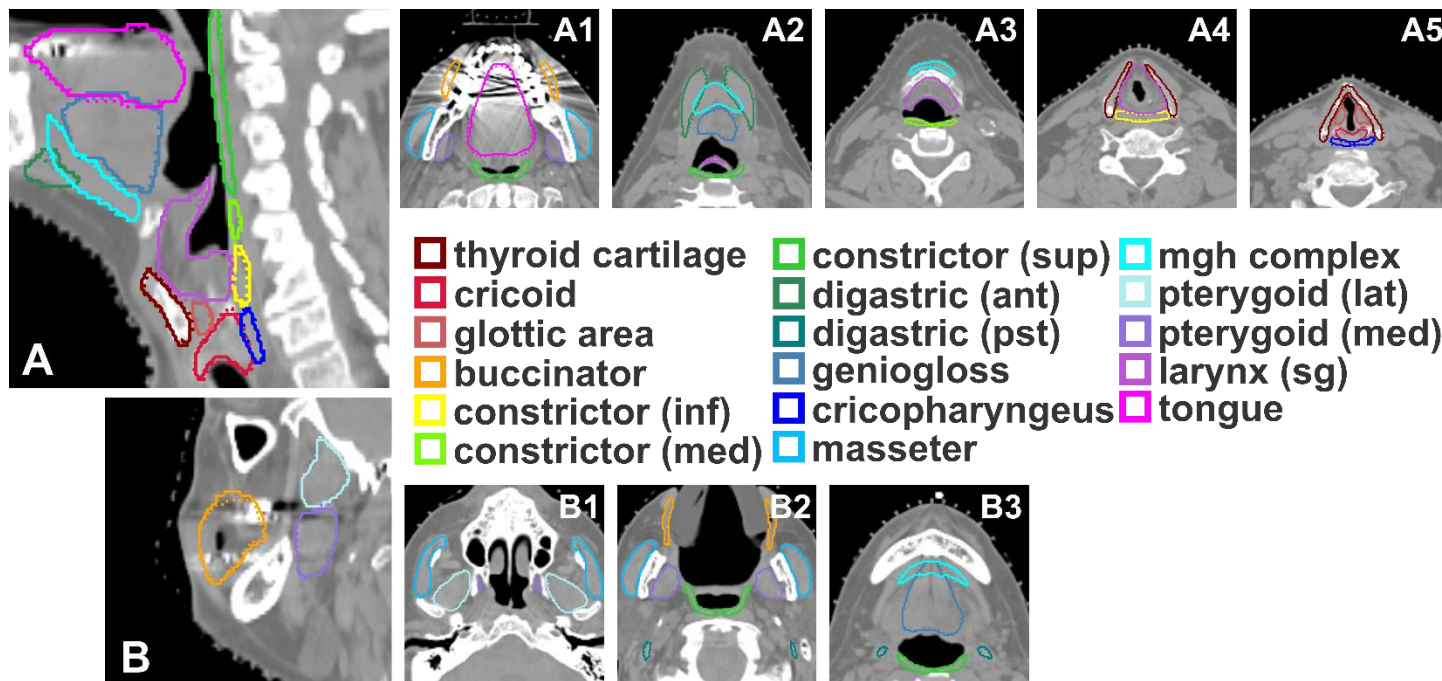 A
A1
A2
A3
A4
A5
thyroid cartilage
cricoid
glottic area
buccinator
constrictor (inf)
constrictor (med)
constrictor (sup)
digastric (ant)
digastric (pst)
geniogloss
cricopharyngeus
masseter
mgh complex
pterygoid (lat)
pterygoid (med)
larynx (sg)
tongue
B
B1
B2
B3